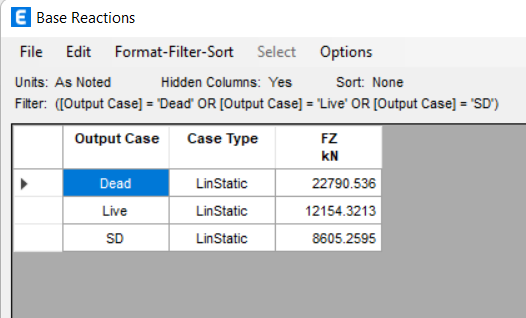 E Base Reactions
File Edit Format-Filter-Sort Select Options
Units: As Noted Hidden Columns: Yes Sort: None
Filter: ([Output Case] = 'Dead' OR [Output Case] = 'Live' OR [Output Case] = 'SD')
Output Case Case Type FZ
kN
Dead LinStatic 22790.536
Live LinStatic 12154.3213
SD LinStatic 8605.2595